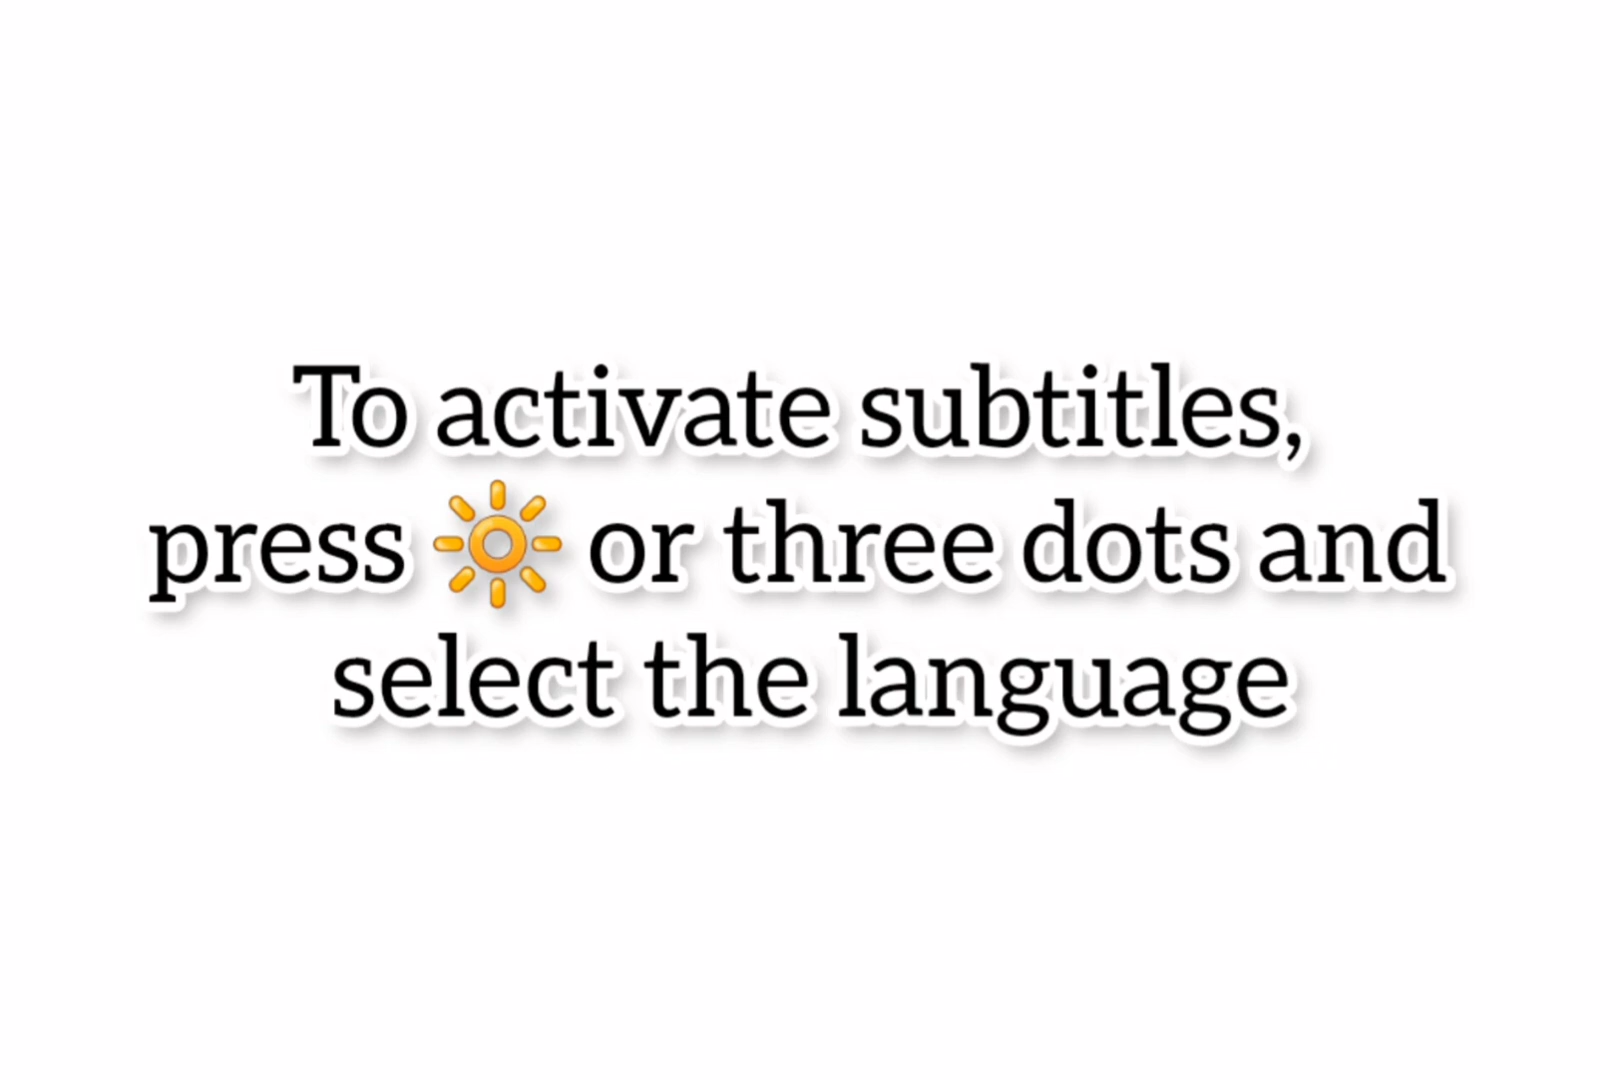 To activate subtitles,
press 🔆 or three dots and
select the language